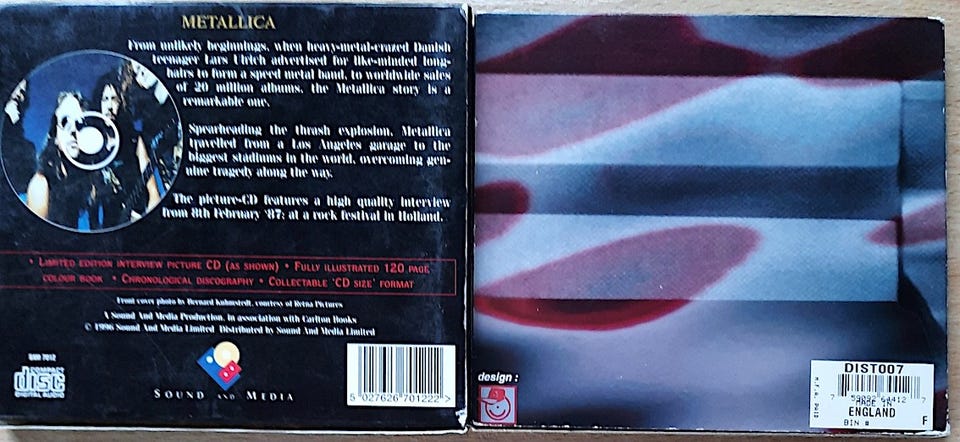 METALLICA
From unlikely beginnings, when heavy-metal-crazed Danish
teenager Lars Ulrich advertised for like-minded long-
hairs to form a speed metal band, to worldwide sales
of 20 million albums, the Metallica story is a
remarkable one.
Spearheading the thrash explosion, Metallica
travelled from a Los Angeles garage to the
biggest stadiums in the world, overcoming gen-
uine tragedy along the way.
The picture-CD features a high quality interview
from 8th February '87; at a rock festival in Holland.
• LIMITED EDITION INTERVIEW PICTURE CD (AS SHOWN) • FULLY ILLUSTRATED 120 PAGE
COLOUR BOOK • CHRONOLOGICAL DISCOGRAPHY • COLLECTABLE 'CD SIZE' FORMAT
Front cover photo by Bernard Kuhmstedt, courtesy of Retna Pictures
A Sound And Media Production, in association with Carlton Books
© 1996 Sound And Media Limited Distributed by Sound And Media Limited
SAM 7012
COMPACT
disc
DIGITAL AUDIO
SOUND AND MEDIA
5 027626 701222 >
design :
DIST007
MADE IN
ENGLAND
BIN #
F